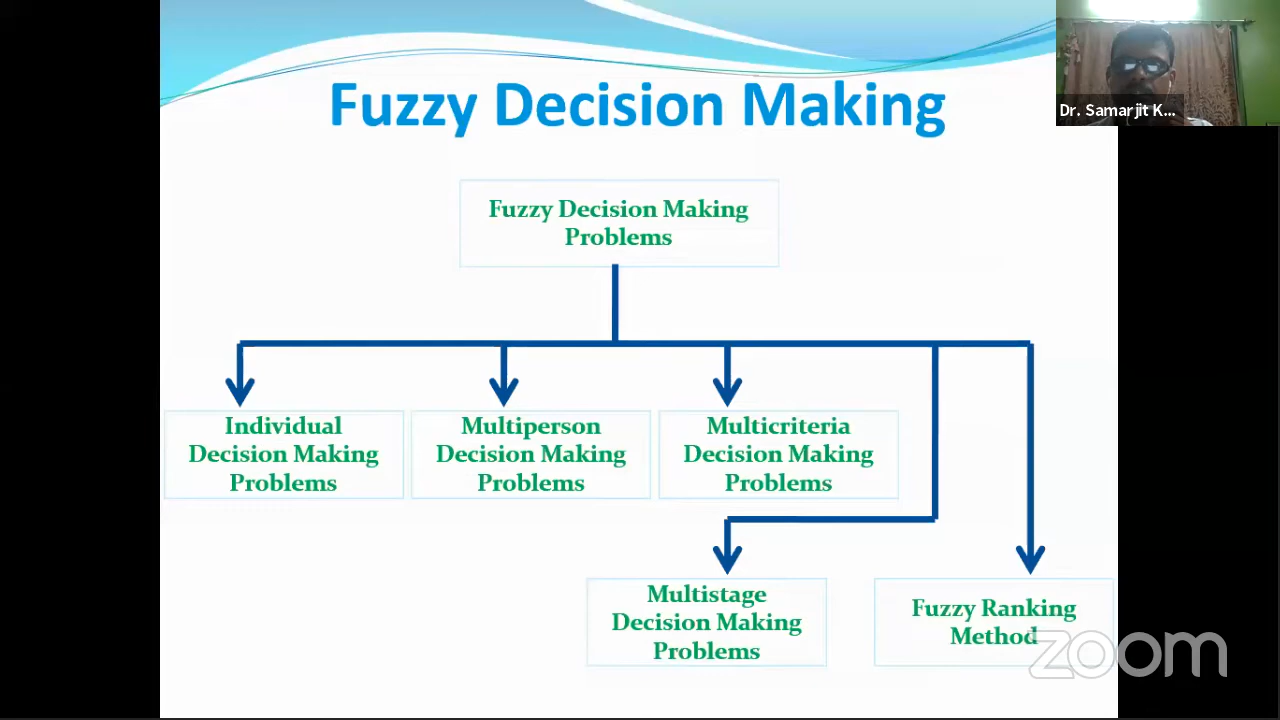 Fuzzy Decision Making
Dr. Samarjit K...
Fuzzy Decision Making
Problems
Individual
Decision Making
Problems
Multiperson
Decision Making
Problems
Multicriteria
Decision Making
Problems
Multistage
Decision Making
Problems
Fuzzy Ranking
Method
zoom